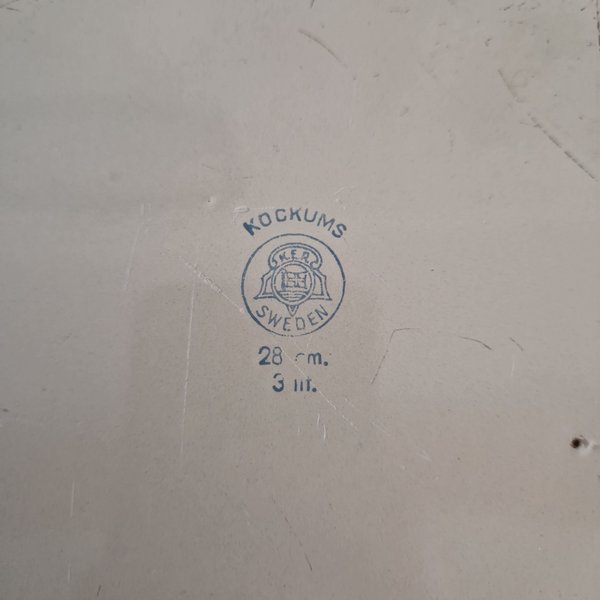 KOCKUMS
K.E.R.
SWEDEN
28 cm.
3 lit.